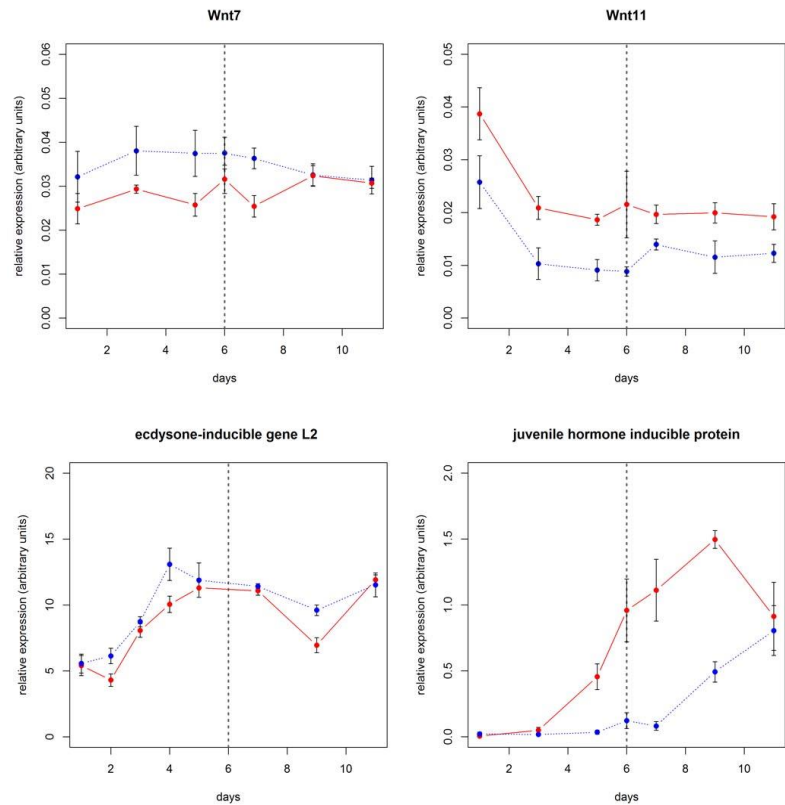 Wnt7
relative expression (arbitrary units)
0.00 0.01 0.02 0.03 0.04 0.05 0.06
2 4 6 8 10
days
Wnt11
relative expression (arbitrary units)
0.00 0.01 0.02 0.03 0.04 0.05
2 4 6 8 10
days
ecdysone-inducible gene L2
relative expression (arbitrary units)
0 5 10 15 20
2 4 6 8 10
days
juvenile hormone inducible protein
relative expression (arbitrary units)
0.0 0.5 1.0 1.5 2.0
2 4 6 8 10
days